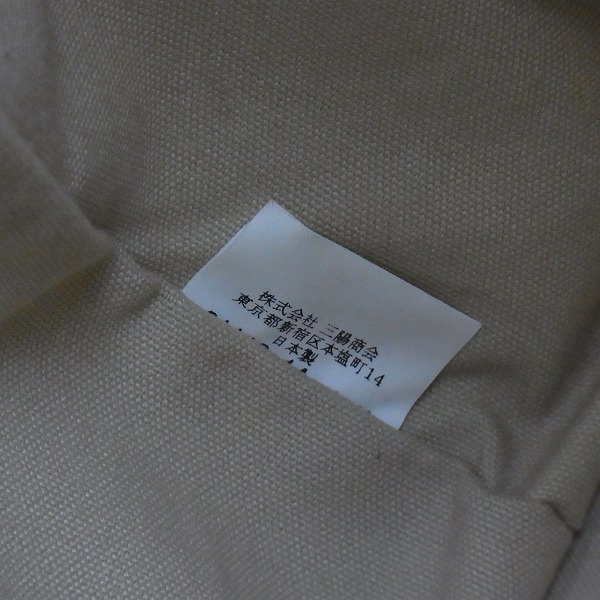 株式会社 三陽商会
東京都新宿区本塩町14
日本製